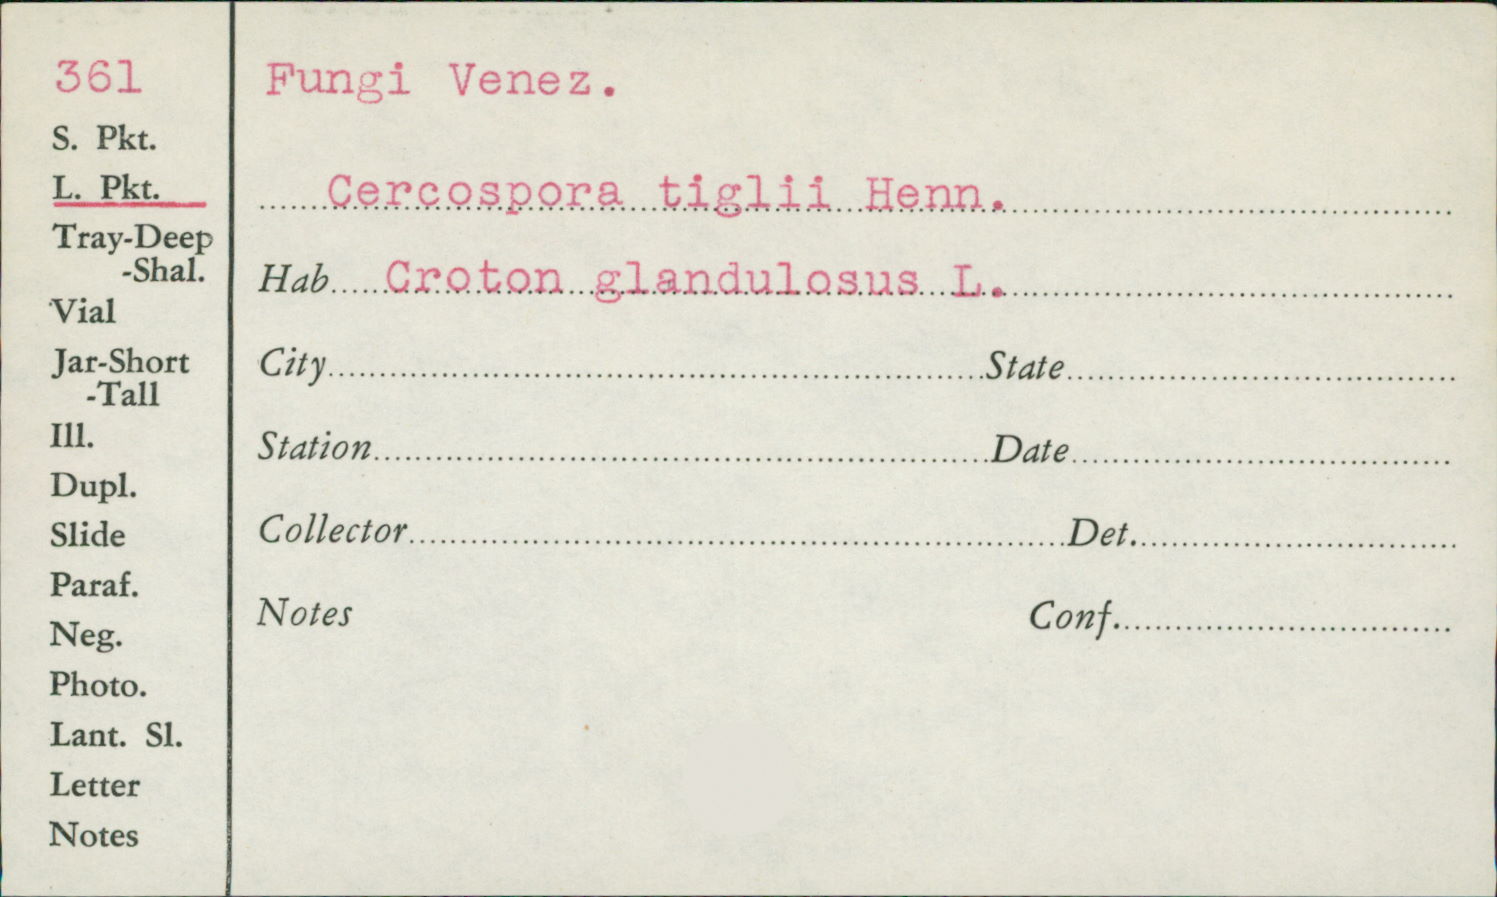 361
S. Pkt.
L. Pkt.
Tray-Deep
-Shal.
Vial
Jar-Short
-Tall
Ill.
Dupl.
Slide
Paraf.
Neg.
Photo.
Lant. Sl.
Letter
Notes
Fungi Venez.
Cercospora tiglii Henn.
Hab. Croton glandulosus L.
City State
Station Date
Collector Det.
Notes Conf.